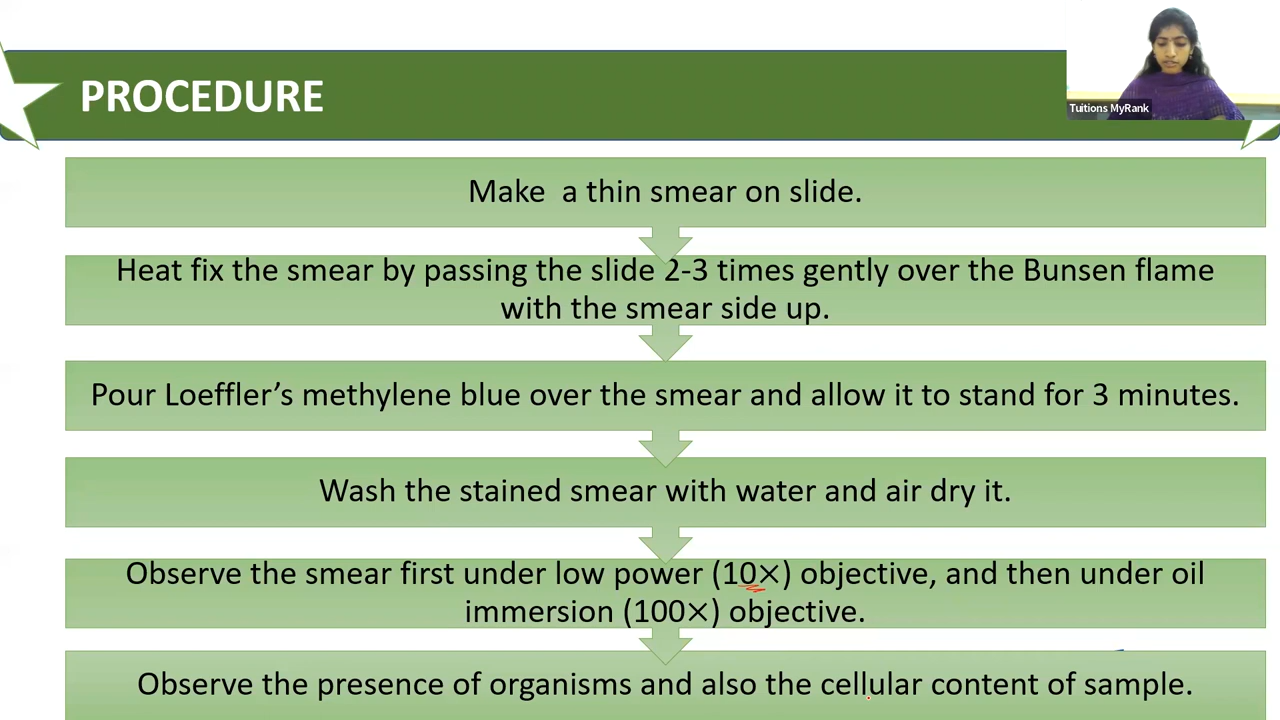 PROCEDURE
Tuitions MyRank
Make a thin smear on slide.
Heat fix the smear by passing the slide 2-3 times gently over the Bunsen flame
with the smear side up.
Pour Loeffler’s methylene blue over the smear and allow it to stand for 3 minutes.
Wash the stained smear with water and air dry it.
Observe the smear first under low power (10×) objective, and then under oil
immersion (100×) objective.
Observe the presence of organisms and also the cellular content of sample.